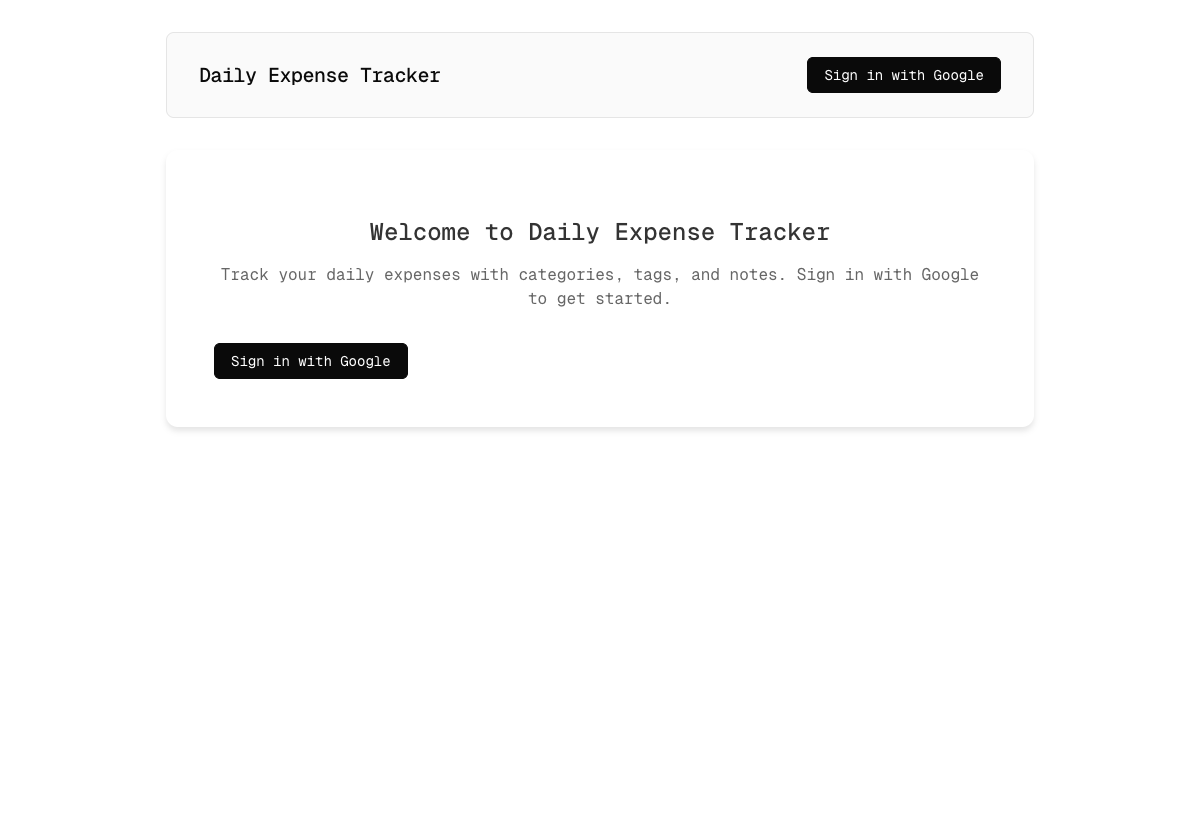 Daily Expense Tracker
Sign in with Google
Welcome to Daily Expense Tracker
Track your daily expenses with categories, tags, and notes. Sign in with Google
to get started.
Sign in with Google